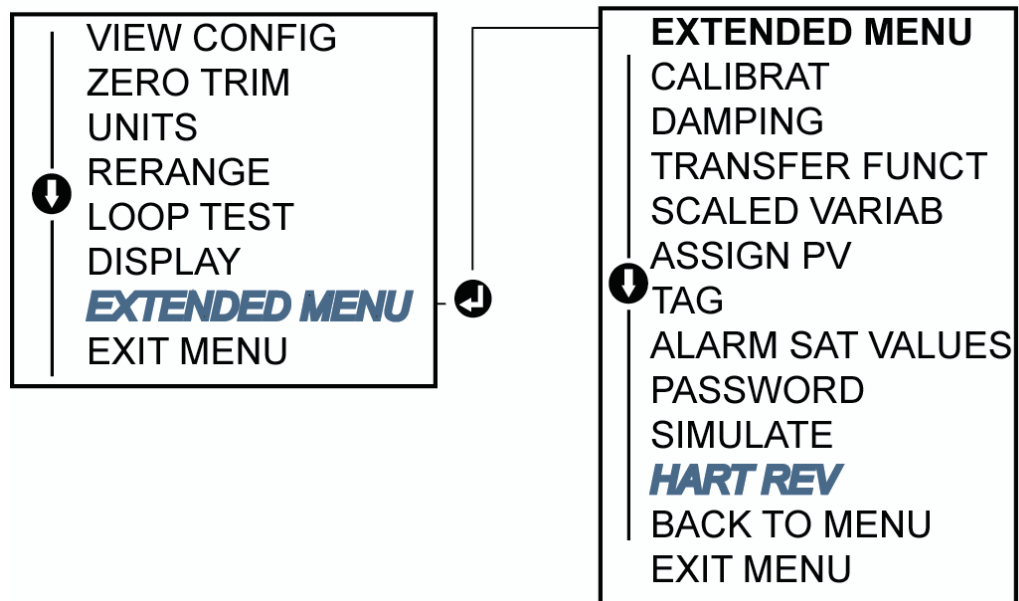 VIEW CONFIG
ZERO TRIM
UNITS
RERANGE
LOOP TEST
DISPLAY
EXTENDED MENU
EXIT MENU
EXTENDED MENU
CALIBRAT
DAMPING
TRANSFER FUNCT
SCALED VARIAB
ASSIGN PV
TAG
ALARM SAT VALUES
PASSWORD
SIMULATE
HART REV
BACK TO MENU
EXIT MENU